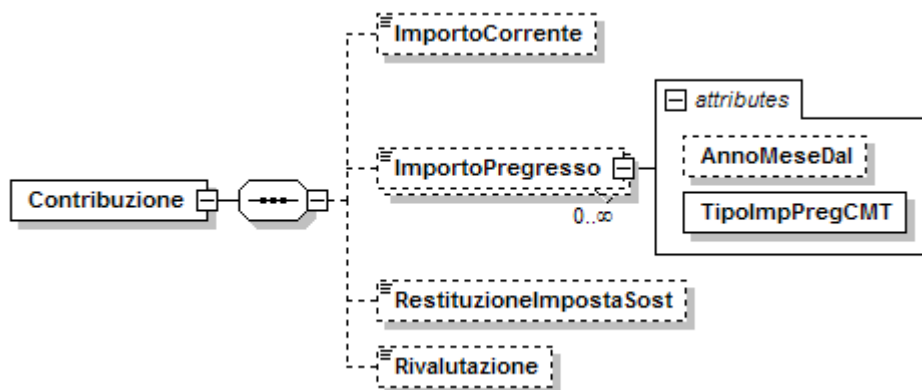 ImportoCorrente
attributes
AnnoMeseDal
ImportoPregresso
Contribuzione
TipoImpPregCMT
0..∞
RestituzioneImpostaSost
Rivalutazione